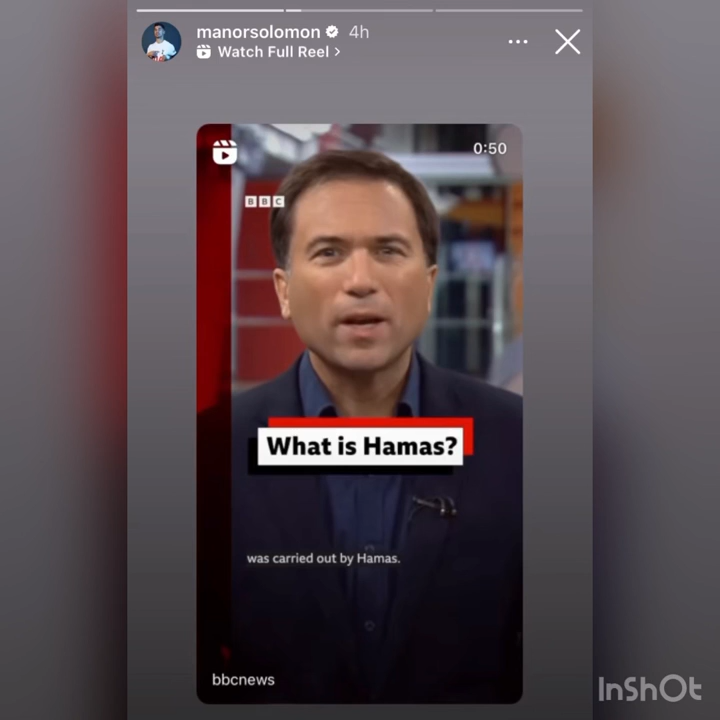 manorsolomon 4h
Watch Full Reel >
0:50
BBC
What is Hamas?
was carried out by Hamas.
bbcnews
InShOt